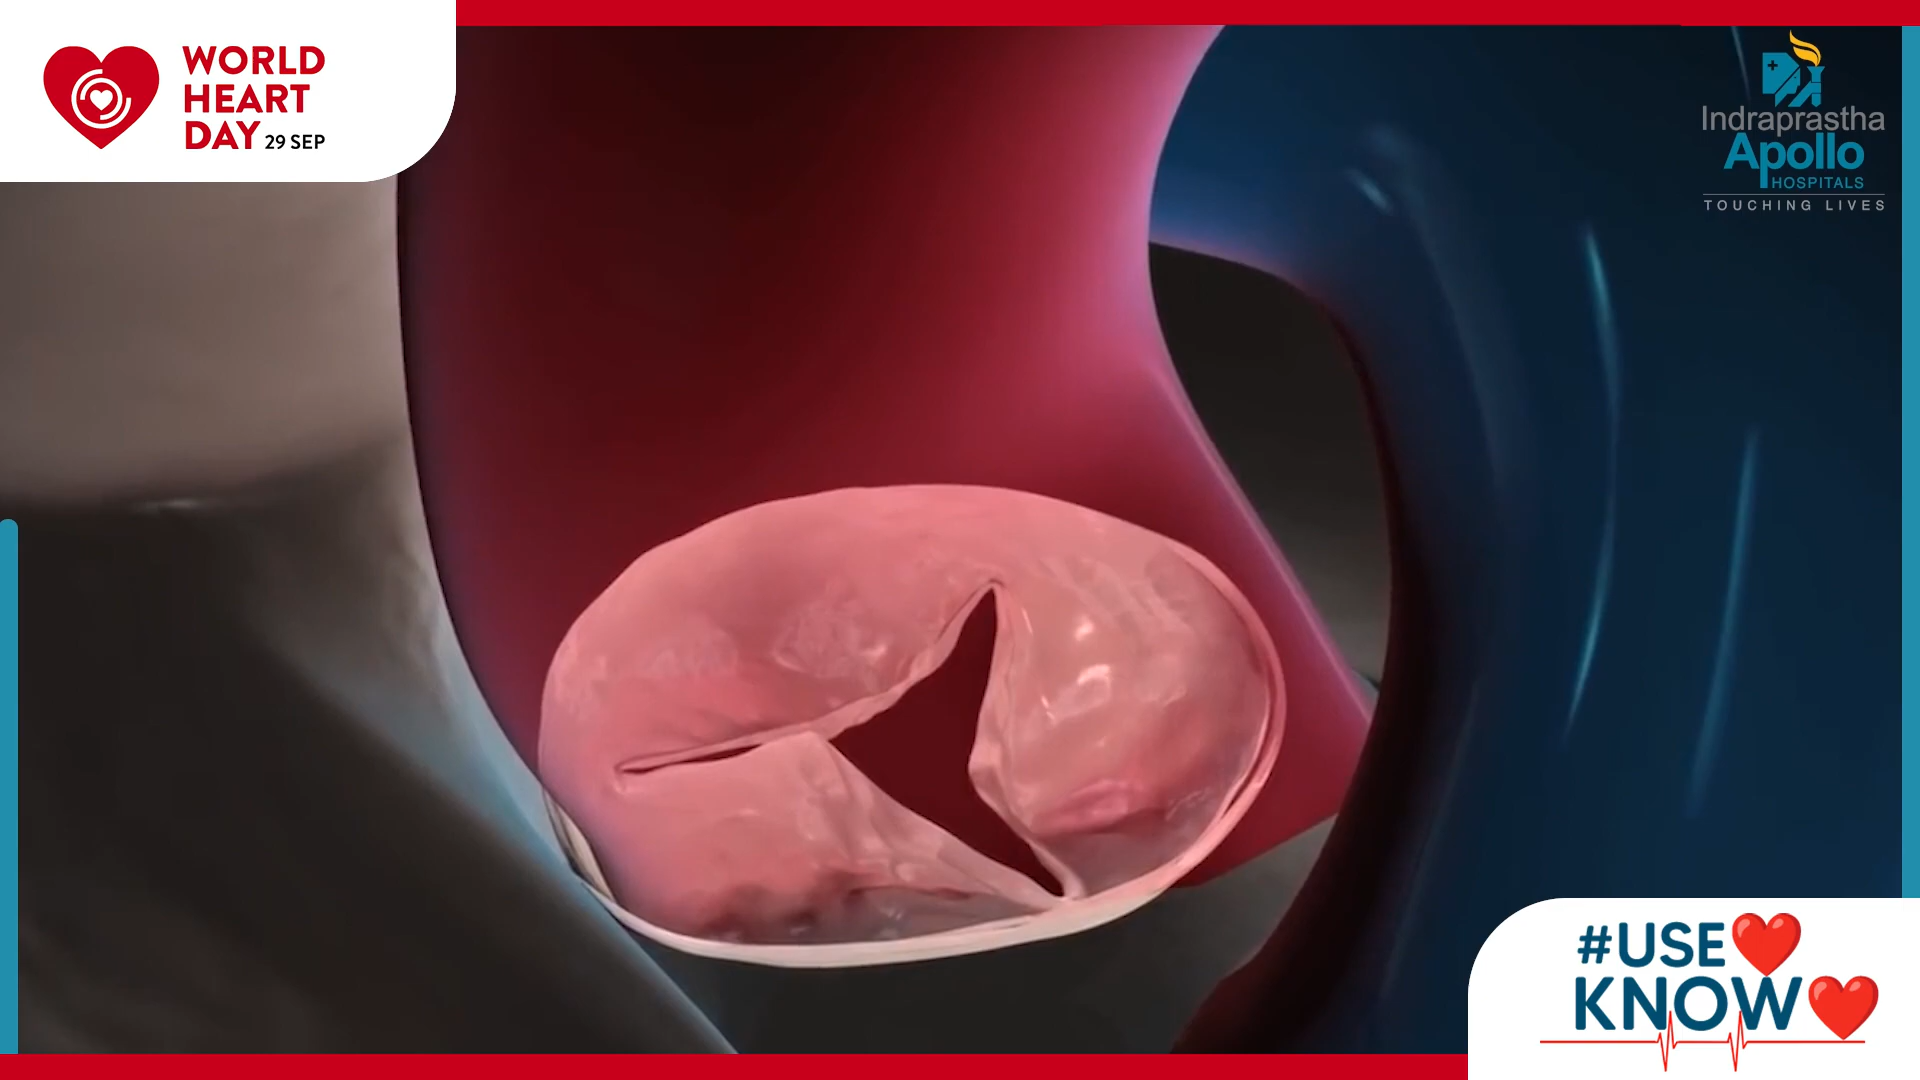 WORLD
HEART
DAY 29 SEP
Indraprastha
Apollo
HOSPITALS
TOUCHING LIVES
#USE❤️
KNOW❤️